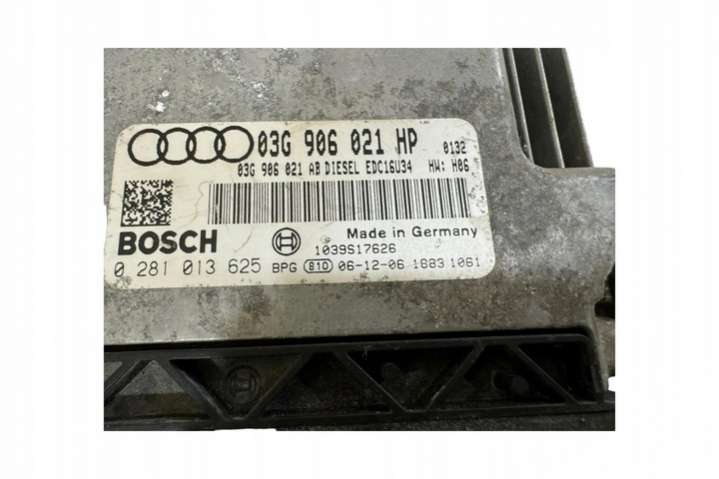 03G 906 021 HP 0132
03G 906 021 AB DIESEL EDC16U34 HW: H06
BOSCH
Made in Germany
1039S17626
0 281 013 625 BPG 810 06-12-06 1883 1061